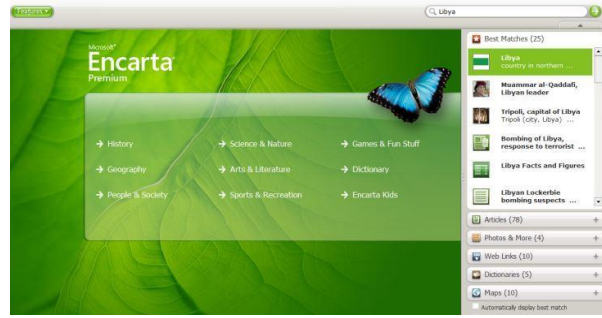 Features
Libya
Microsoft®
Encarta
Premium
→ History
→ Science & Nature
→ Games & Fun Stuff
→ Geography
→ Arts & Literature
→ Dictionary
→ People & Society
→ Sports & Recreation
→ Encarta Kids
Best Matches (25)
Libya
country in northern ...
Muammar al-Qaddafi,
Libyan leader
Tripoli, capital of Libya
Tripoli (city, Libya) ...
Bombing of Libya,
response to terrorist ...
Libya Facts and Figures
Libyan Lockerbie
bombing suspects ...
Articles (78) +
Photos & More (4) +
Web Links (10) +
Dictionaries (5) +
Maps (10) +
Automatically display best match